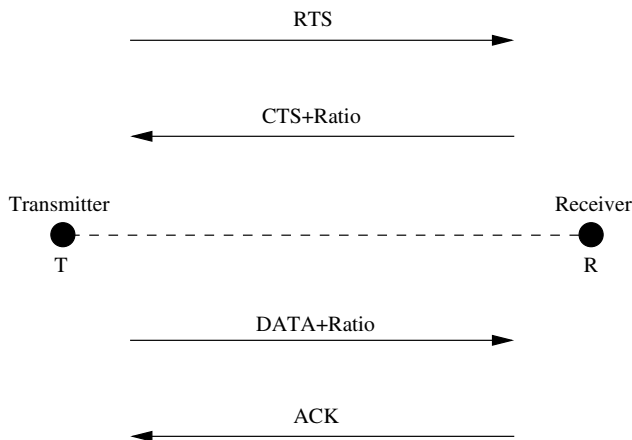 RTS
CTS+Ratio
Transmitter
Receiver
T
R
DATA+Ratio
ACK